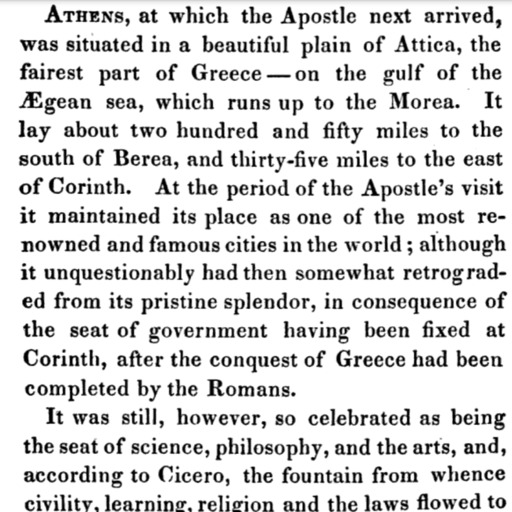 ATHENS, at which the Apostle next arrived,
was situated in a beautiful plain of Attica, the
fairest part of Greece—on the gulf of the
Ægean sea, which runs up to the Morea. It
lay about two hundred and fifty miles to the
south of Berea, and thirty-five miles to the east
of Corinth. At the period of the Apostle's visit
it maintained its place as one of the most re-
nowned and famous cities in the world; although
it unquestionably had then somewhat retrograd-
ed from its pristine splendor, in consequence of
the seat of government having been fixed at
Corinth, after the conquest of Greece had been
completed by the Romans.
It was still, however, so celebrated as being
the seat of science, philosophy, and the arts, and,
according to Cicero, the fountain from whence
civility, learning, religion and the laws flowed to